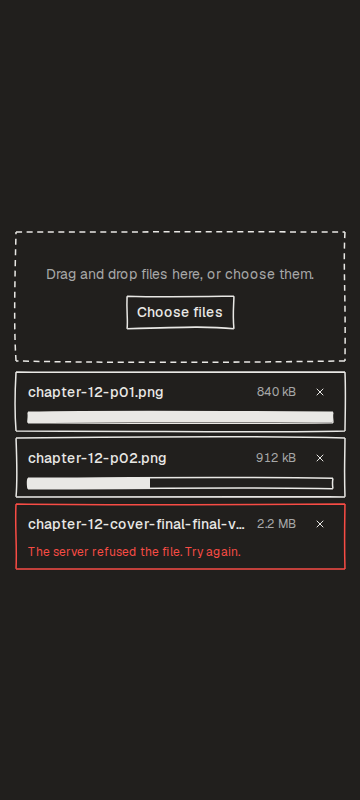 Drag and drop files here, or choose them.
Choose files
chapter-12-p01.png 840 kB ×
chapter-12-p02.png 912 kB ×
chapter-12-cover-final-final-v... 2.2 MB ×
The server refused the file. Try again.